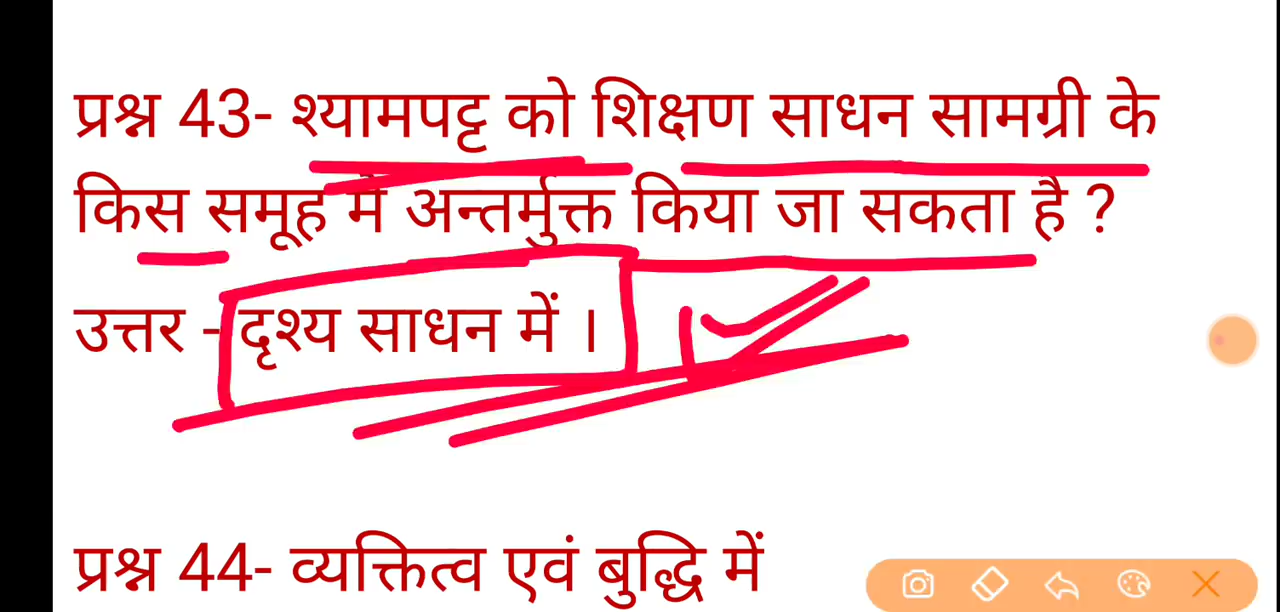 प्रश्न 43- श्यामपट्ट को शिक्षण साधन सामग्री के
किस समूह में अन्तर्मुक्त किया जा सकता है ?
उत्तर - दृश्य साधन में ।
प्रश्न 44- व्यक्तित्व एवं बुद्धि में